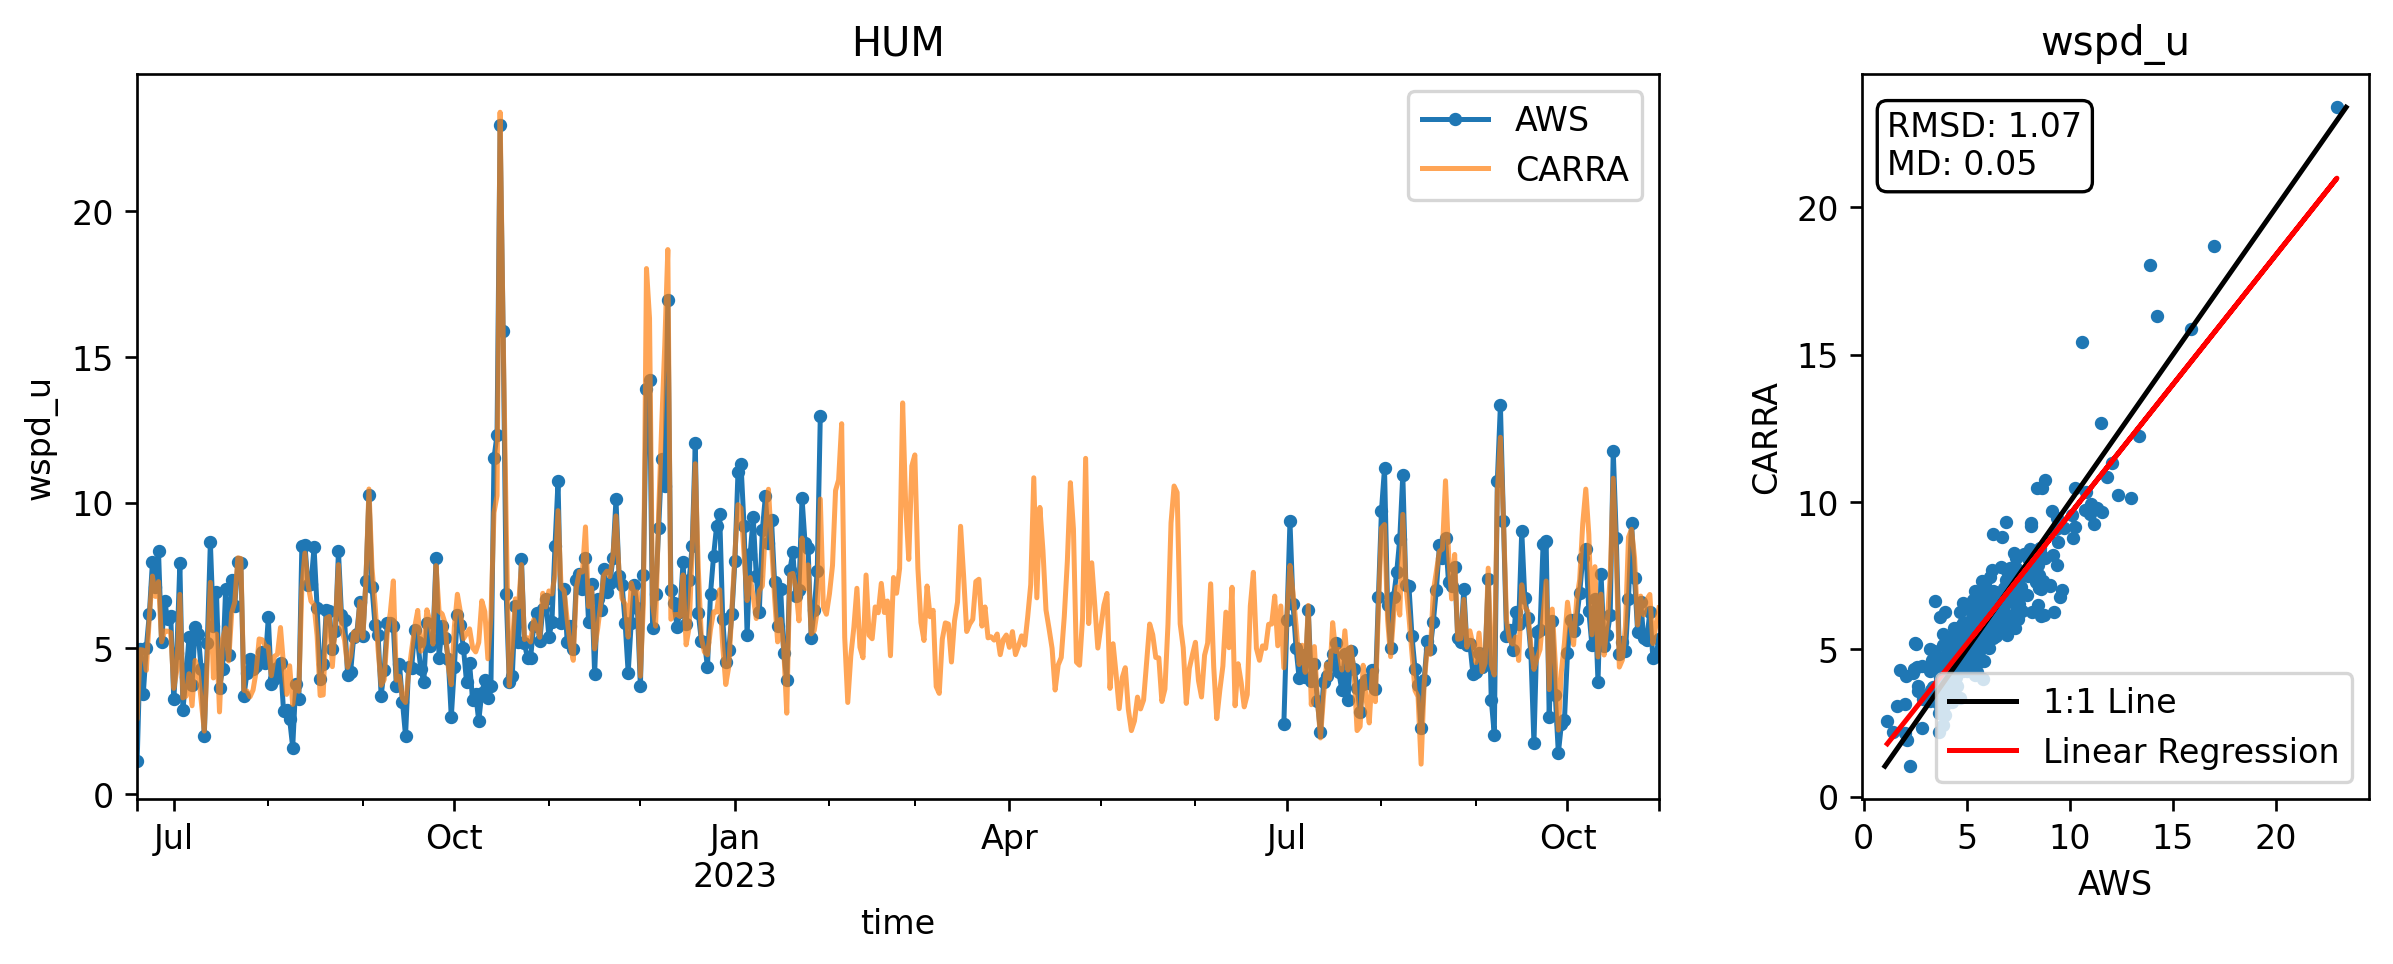 HUM
wspd_u
20
15
10
5
0
AWS
CARRA
Jul
Oct
Jan
2023
Apr
Jul
Oct
time
wspd_u
RMSD: 1.07
MD: 0.05
CARRA
20
15
10
5
0
1:1 Line
Linear Regression
0
5
10
15
20
AWS